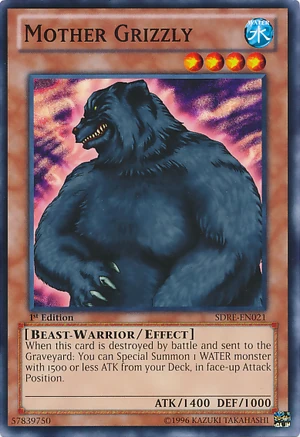 MOTHER GRIZZLY
WATER
水
1st Edition
SDRE-EN021
[BEAST-WARRIOR/EFFECT]
When this card is destroyed by battle and sent to
the Graveyard: You can Special Summon 1 WATER monster
with 1500 or less ATK from your Deck, in face-up Attack
Position.
ATK/1400 DEF/1000
57839750
©1996 KAZUKI TAKAHASHI